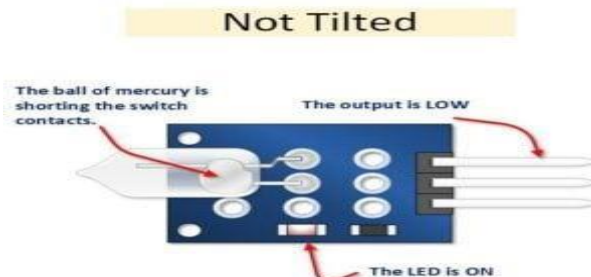 Not Tilted
The ball of mercury is
shorting the switch
contacts.
The output is LOW
The LED is ON